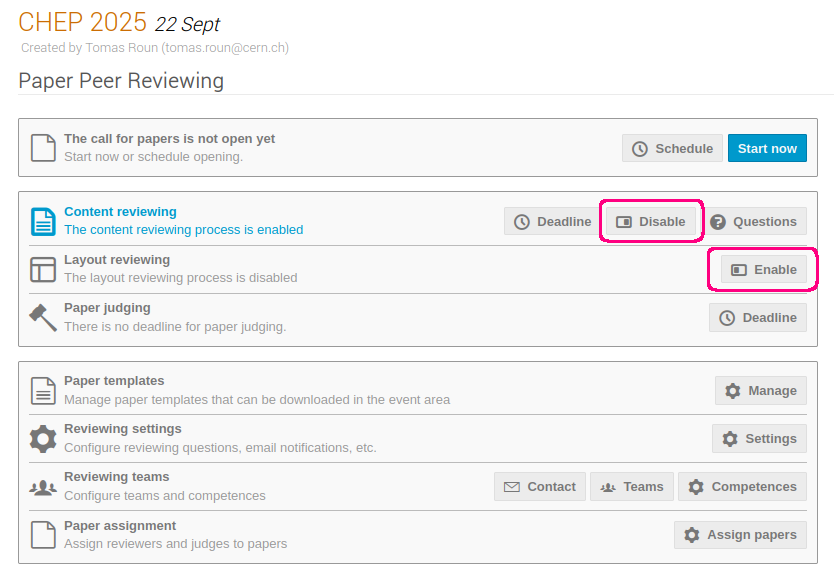 CHEP 2025 22 Sept
Created by Tomas Roun (tomas.roun@cern.ch)
Paper Peer Reviewing
The call for papers is not open yet
Start now or schedule opening.
Schedule
Start now
Content reviewing
The content reviewing process is enabled
Deadline
Disable
Questions
Layout reviewing
The layout reviewing process is disabled
Enable
Paper judging
There is no deadline for paper judging.
Deadline
Paper templates
Manage paper templates that can be downloaded in the event area
Manage
Reviewing settings
Configure reviewing questions, email notifications, etc.
Settings
Reviewing teams
Configure teams and competences
Contact
Teams
Competences
Paper assignment
Assign reviewers and judges to papers
Assign papers